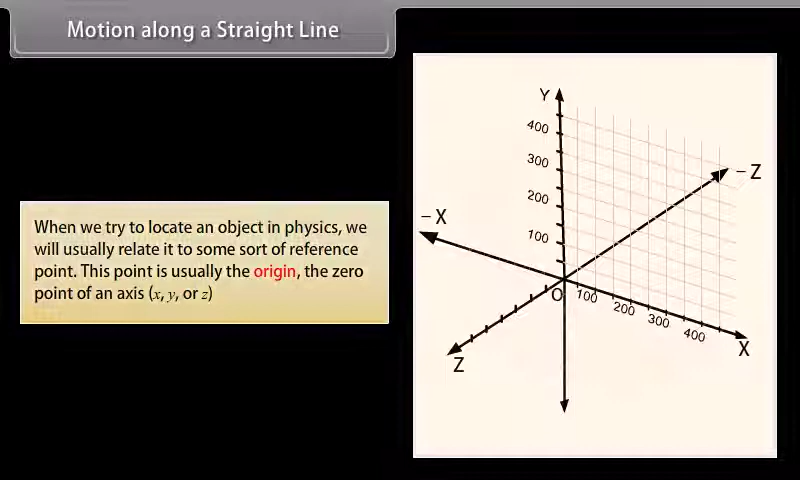 Motion along a Straight Line
When we try to locate an object in physics, we
will usually relate it to some sort of reference
point. This point is usually the origin, the zero
point of an axis (x, y, or z)
Y
400
300
200
100
- X
- Z
O
100
200
300
400
X
Z